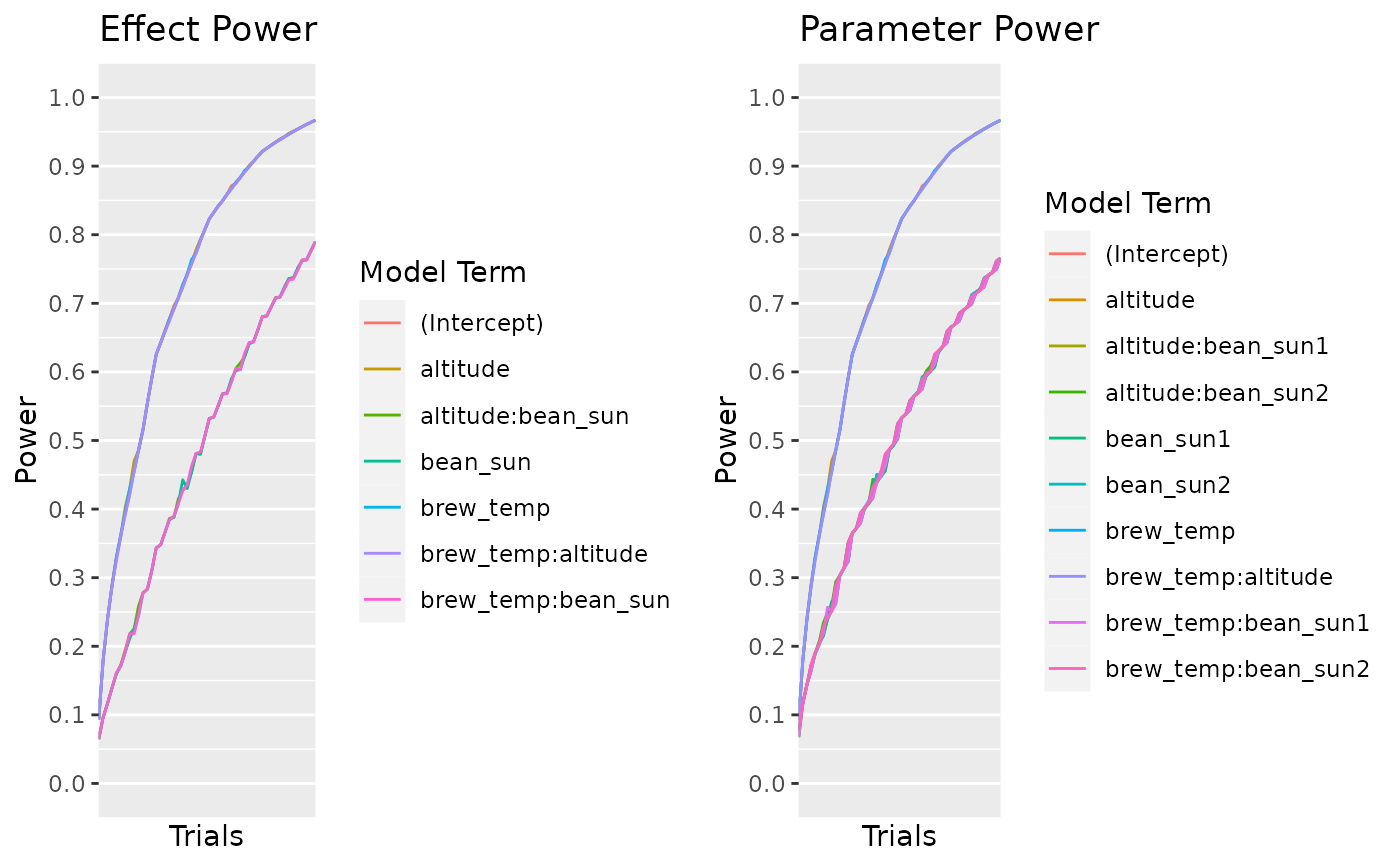 Effect Power
Power
1.0
0.9
0.8
0.7
0.6
0.5
0.4
0.3
0.2
0.1
0.0
Trials
Model Term
(Intercept)
altitude
altitude:bean_sun
bean_sun
brew_temp
brew_temp:altitude
brew_temp:bean_sun
Parameter Power
Power
1.0
0.9
0.8
0.7
0.6
0.5
0.4
0.3
0.2
0.1
0.0
Trials
Model Term
(Intercept)
altitude
altitude:bean_sun1
altitude:bean_sun2
bean_sun1
bean_sun2
brew_temp
brew_temp:altitude
brew_temp:bean_sun1
brew_temp:bean_sun2